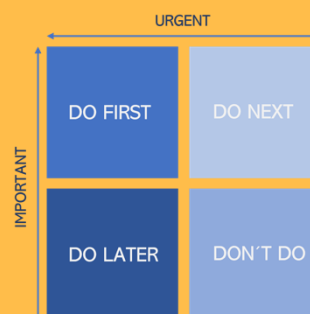 URGENT
IMPORTANT
DO FIRST
DO NEXT
DO LATER
DON´T DO